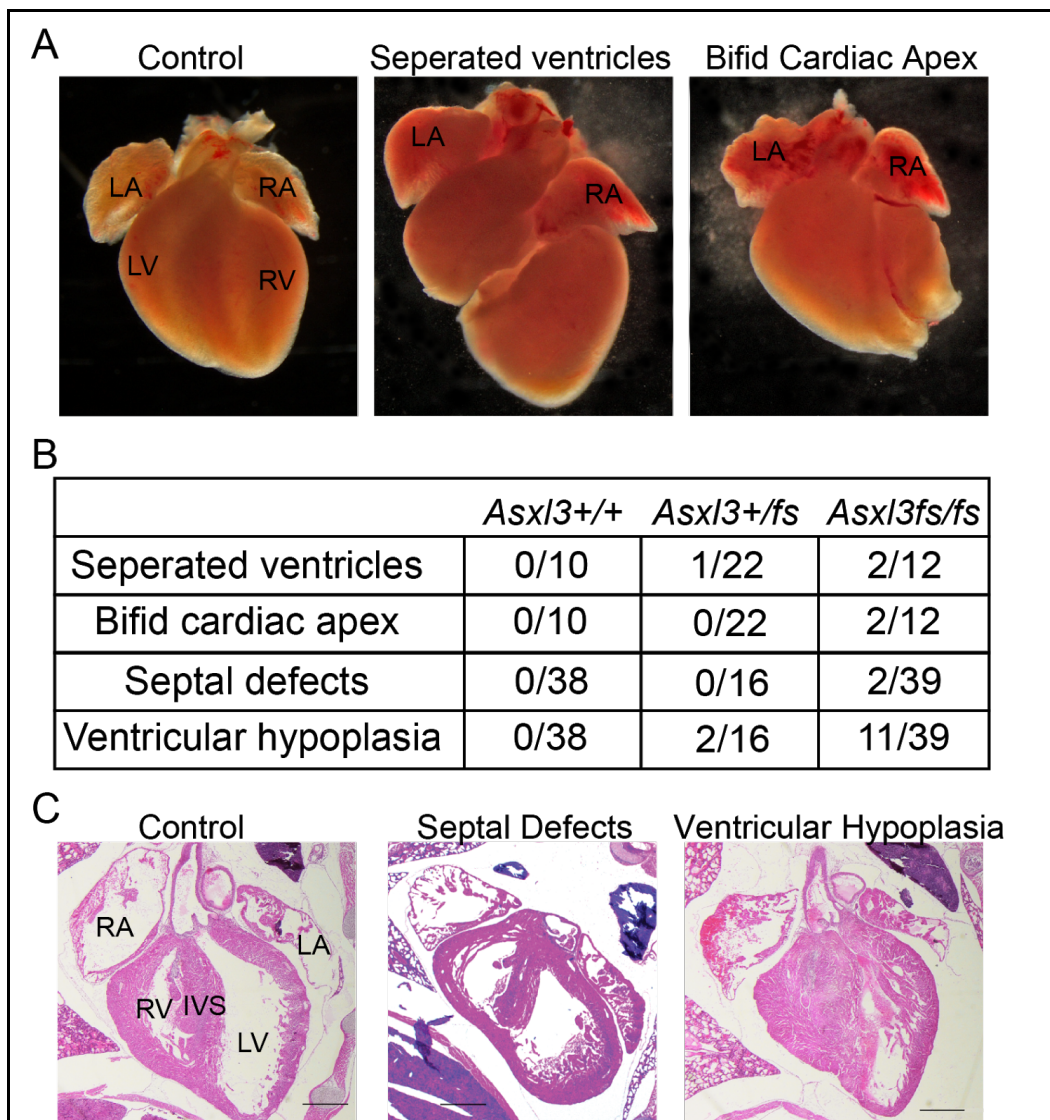 A
Control Seperated ventricles Bifid Cardiac Apex
LA RA LV RV
LA RA
LA RA
B
Asxl3+/+ Asxl3+/fs Asxl3fs/fs
Seperated ventricles 0/10 1/22 2/12
Bifid cardiac apex 0/10 0/22 2/12
Septal defects 0/38 0/16 2/39
Ventricular hypoplasia 0/38 2/16 11/39
C
Control Septal Defects Ventricular Hypoplasia
RA LA
RV IVS LV